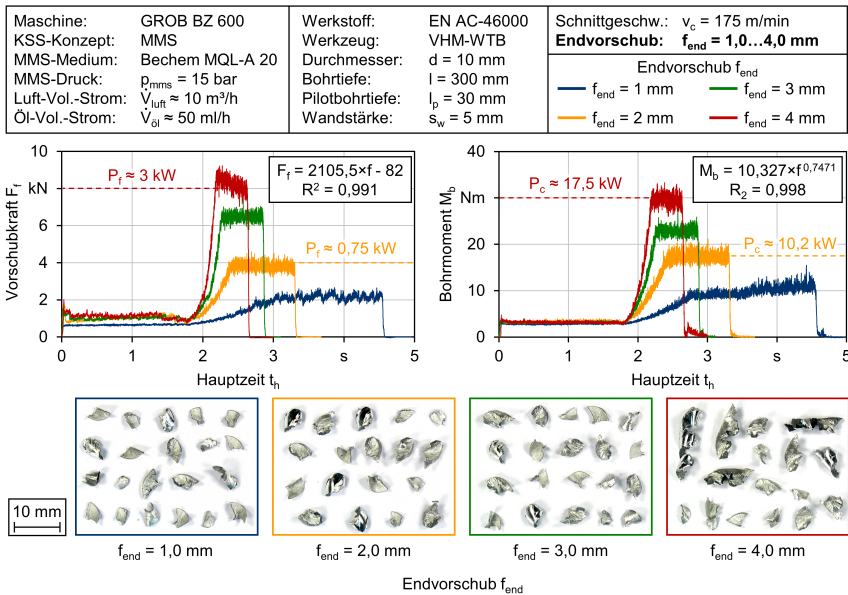 Maschine: GROB BZ 600
KSS-Konzept: MMS
MMS-Medium: Bechem MQL-A 20
MMS-Druck: pmms = 15 bar
Luft-Vol.-Strom: V̇luft ≈ 10 m³/h
Öl-Vol.-Strom: V̇öl ≈ 50 ml/h
Werkstoff: EN AC-46000
Werkzeug: VHM-WTB
Durchmesser: d = 10 mm
Bohrtiefe: l = 300 mm
Pilotbohrtiefe: lp = 30 mm
Wandstärke: sw = 5 mm
Schnittgeschw.: vc = 175 m/min
Endvorschub: fend = 1,0…4,0 mm
Endvorschub fend
fend = 1 mm
fend = 3 mm
fend = 2 mm
fend = 4 mm
Vorschubkraft Ff
10
kN
6
4
2
0
Pf ≈ 3 kW
Ff = 2105,5×f - 82
R² = 0,991
Pf ≈ 0,75 kW
0
1
2
3
s
5
Hauptzeit th
Bohrmoment Mb
40
Nm
20
10
0
Pc ≈ 17,5 kW
Mb = 10,327×f^0,7471
R2 = 0,998
Pc ≈ 10,2 kW
0
1
2
3
s
5
Hauptzeit th
10 mm
fend = 1,0 mm
fend = 2,0 mm
fend = 3,0 mm
fend = 4,0 mm
Endvorschub fend